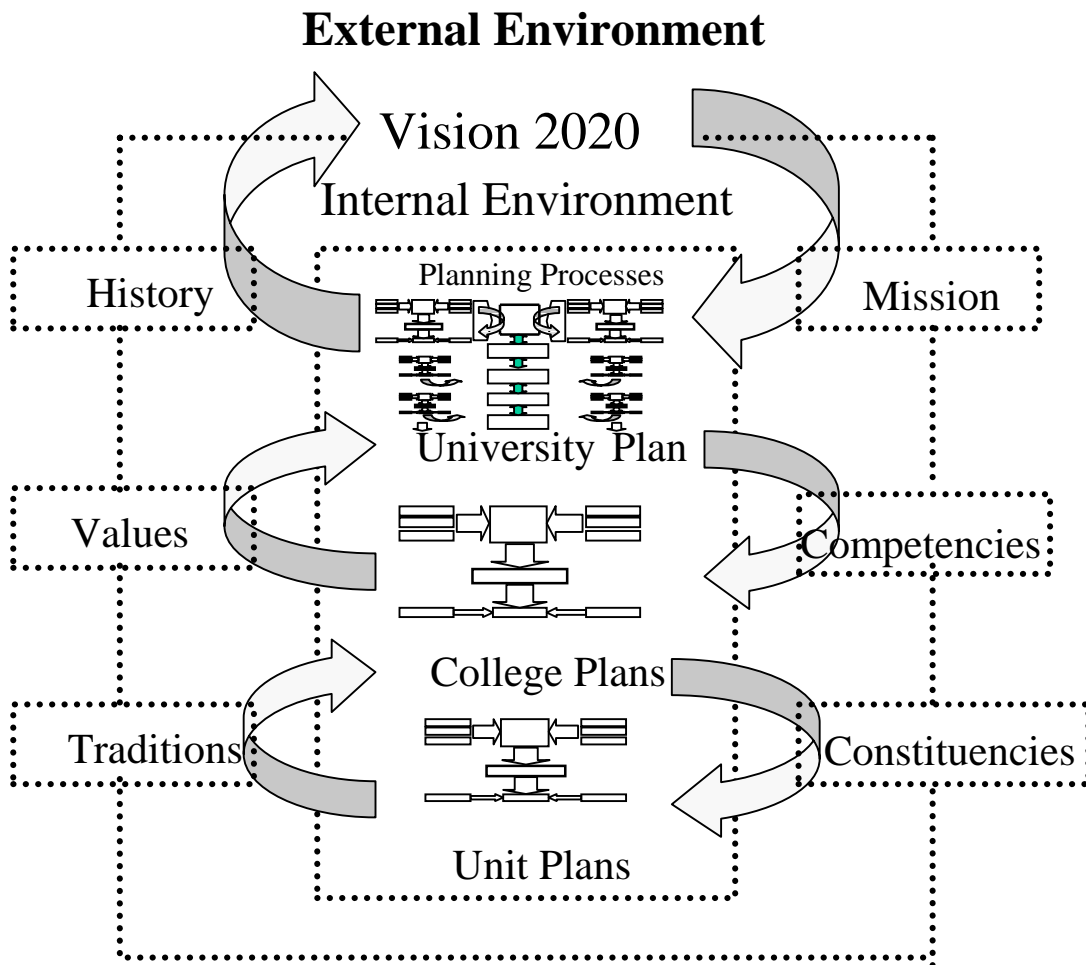 External Environment
Vision 2020
Internal Environment
Planning Processes
History
Mission
University Plan
Values
Competencies
College Plans
Traditions
Constituencies
Unit Plans